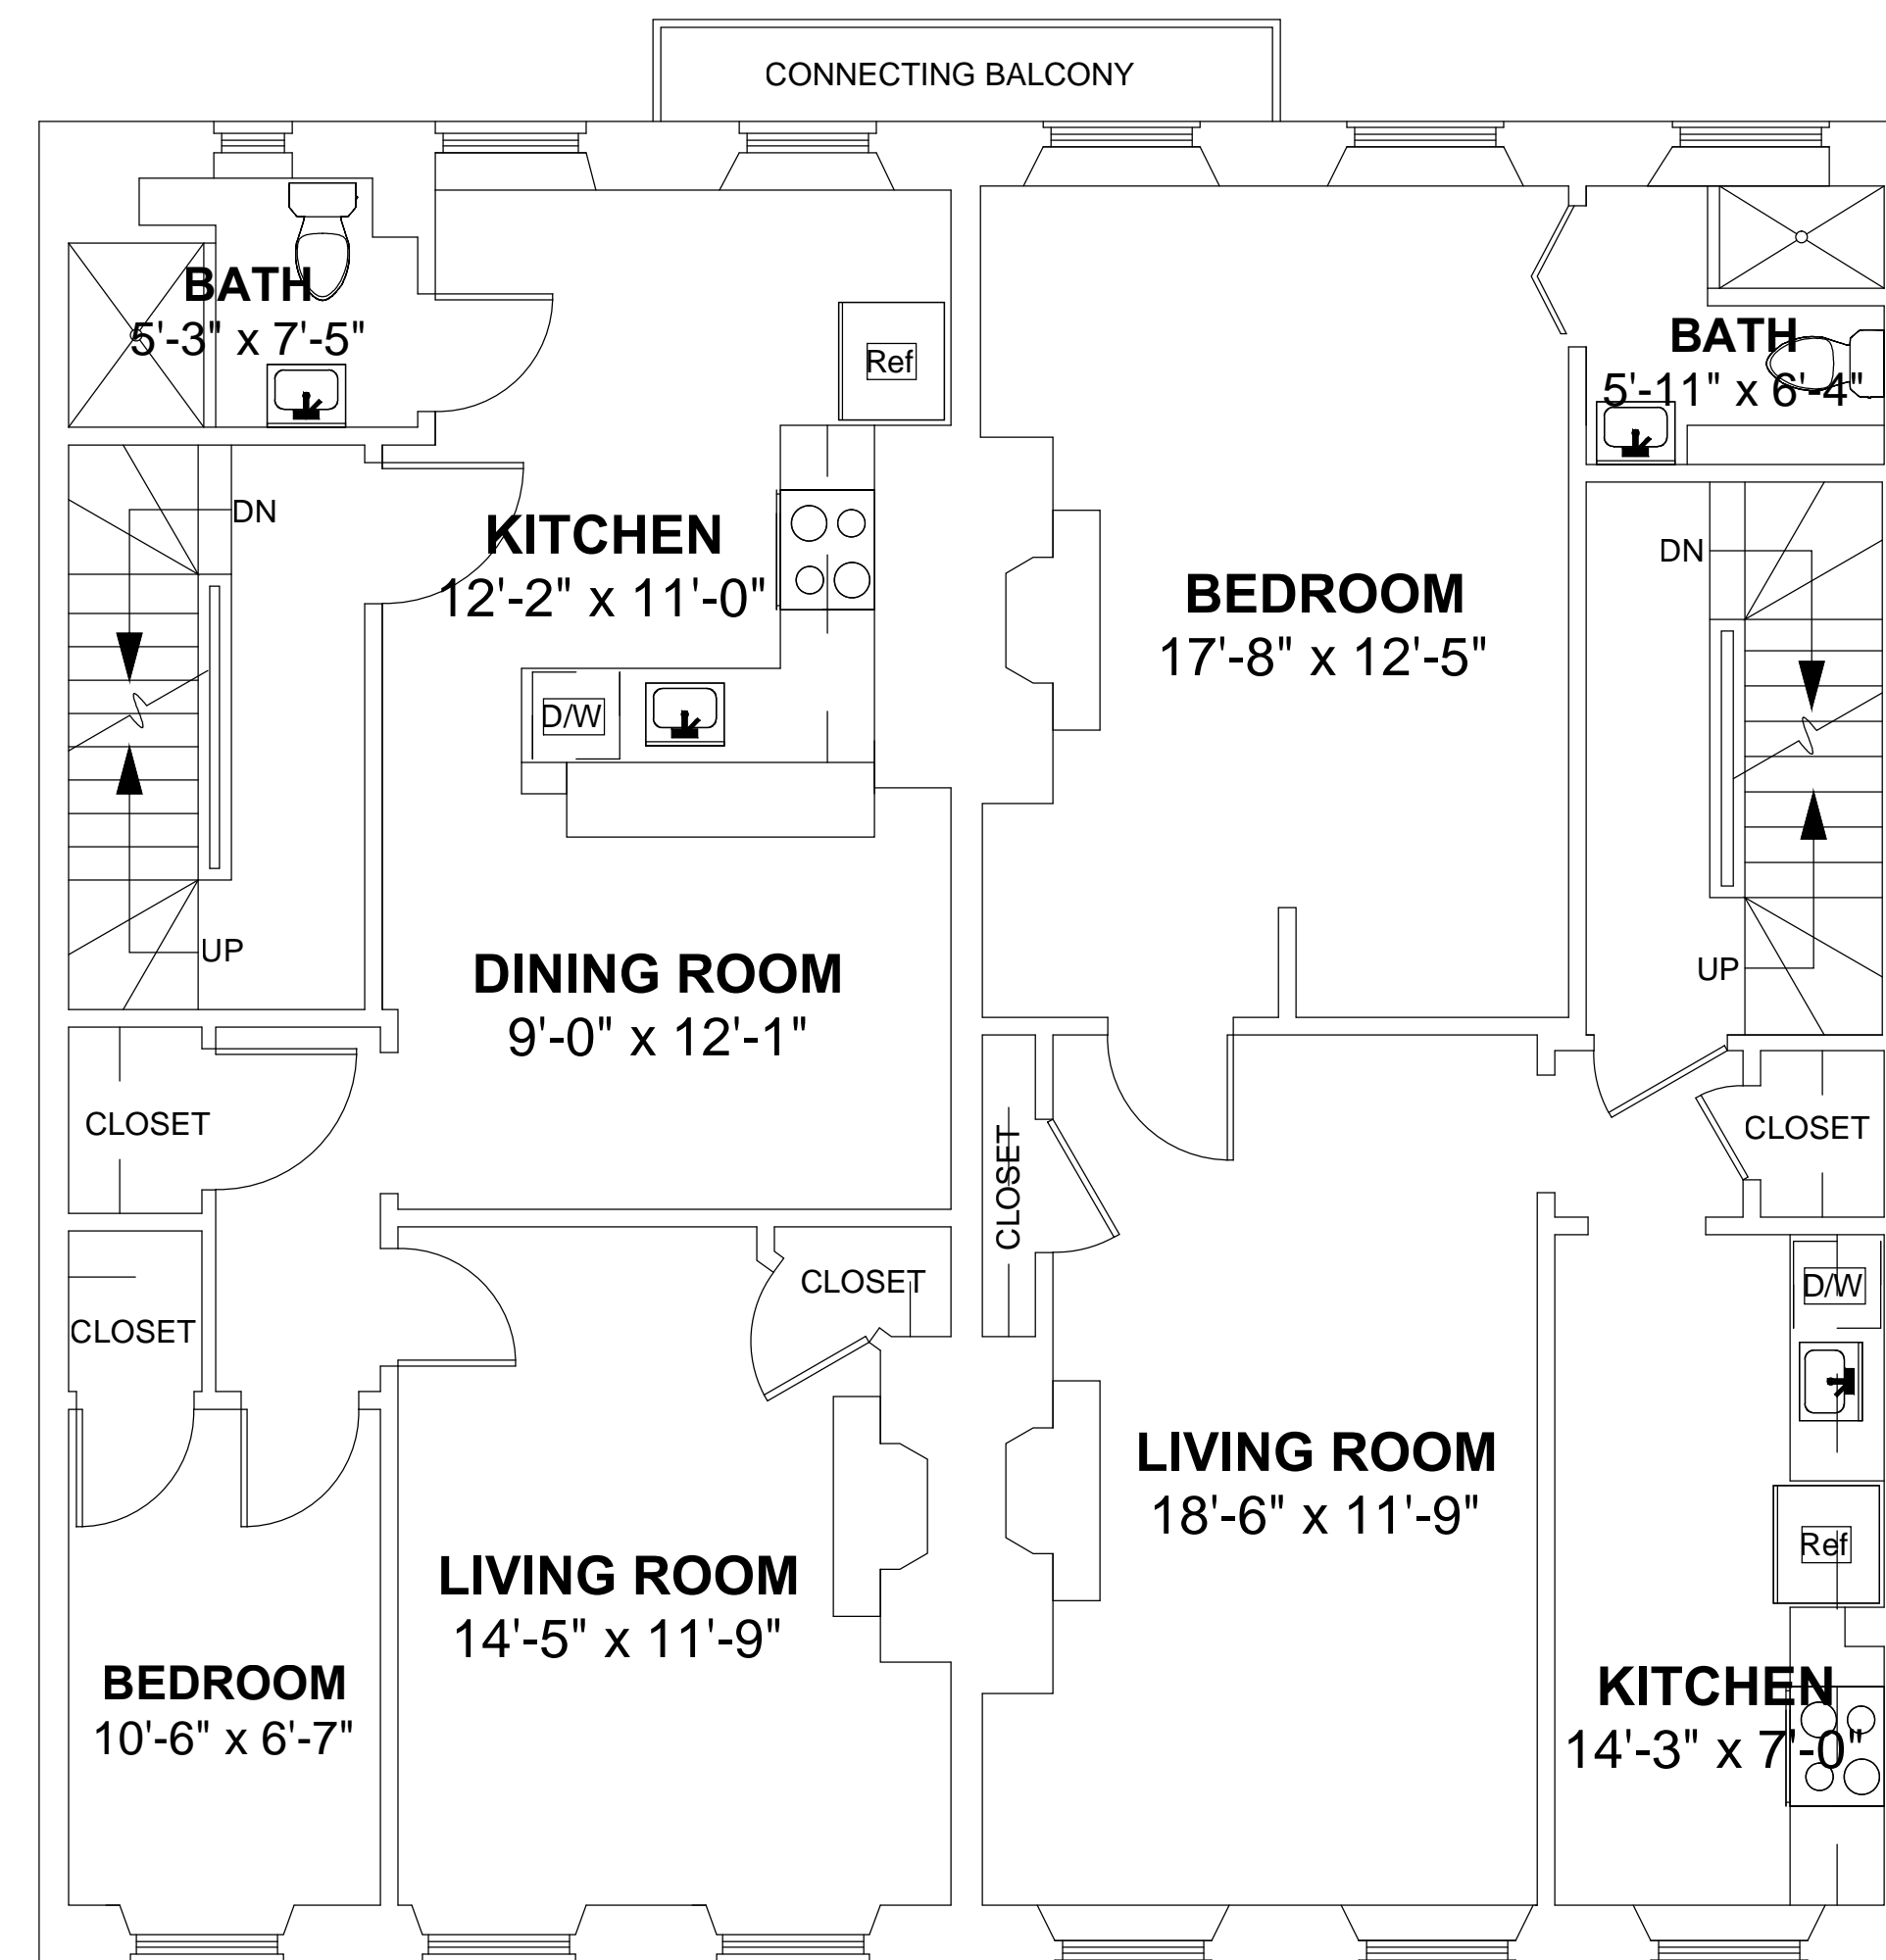 CONNECTING BALCONY
BATH
5'-3" x 7'-5"
Ref
BATH
5'-11" x 6'-4"
DN
KITCHEN
12'-2" x 11'-0"
DN
BEDROOM
17'-8" x 12'-5"
D/W
UP
DINING ROOM
9'-0" x 12'-1"
UP
CLOSET
CLOSET
CLOSET
CLOSET
CLOSET
D/W
LIVING ROOM
18'-6" x 11'-9"
Ref
LIVING ROOM
14'-5" x 11'-9"
BEDROOM
10'-6" x 6'-7"
KITCHEN
14'-3" x 7'-0"